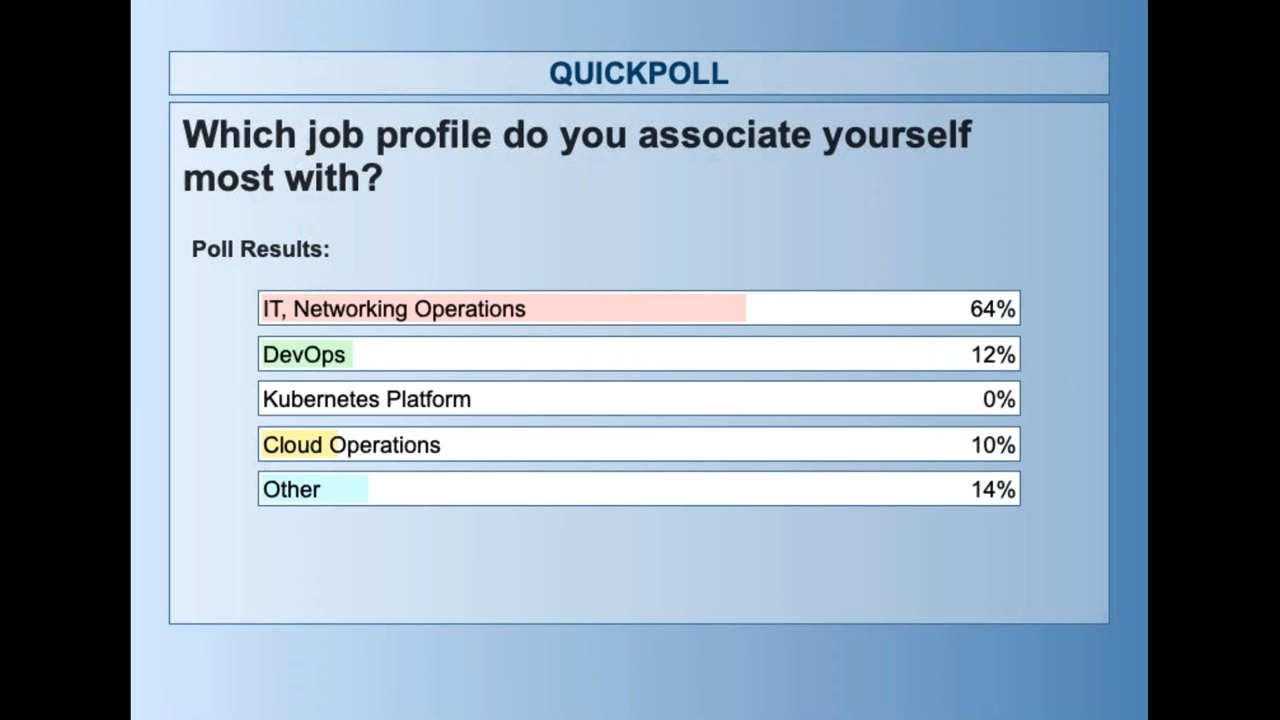 QUICKPOLL
Which job profile do you associate yourself
most with?
Poll Results:
IT, Networking Operations 64%
DevOps 12%
Kubernetes Platform 0%
Cloud Operations 10%
Other 14%